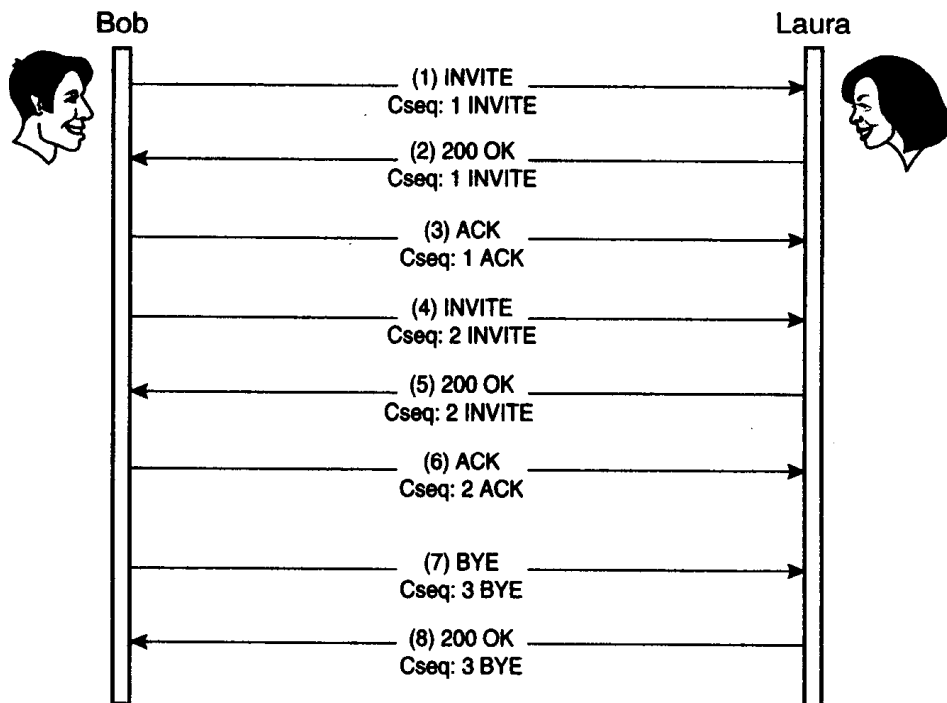 Bob
Laura
(1) INVITE
Cseq: 1 INVITE
(2) 200 OK
Cseq: 1 INVITE
(3) ACK
Cseq: 1 ACK
(4) INVITE
Cseq: 2 INVITE
(5) 200 OK
Cseq: 2 INVITE
(6) ACK
Cseq: 2 ACK
(7) BYE
Cseq: 3 BYE
(8) 200 OK
Cseq: 3 BYE